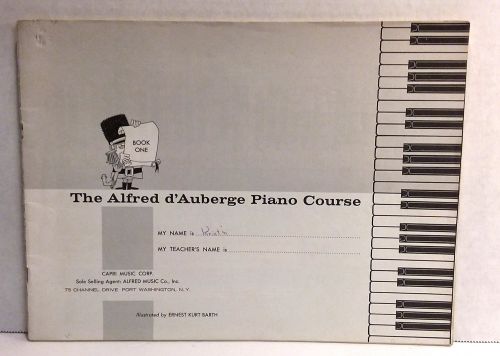 BOOK
ONE
The Alfred d'Auberge Piano Course
MY NAME is
MY TEACHER'S NAME is
CAPRI MUSIC CORP.
Sole Selling Agent: ALFRED MUSIC Co., Inc.
75 CHANNEL DRIVE PORT WASHINGTON, N.Y.
Illustrated by ERNEST KURT BARTH